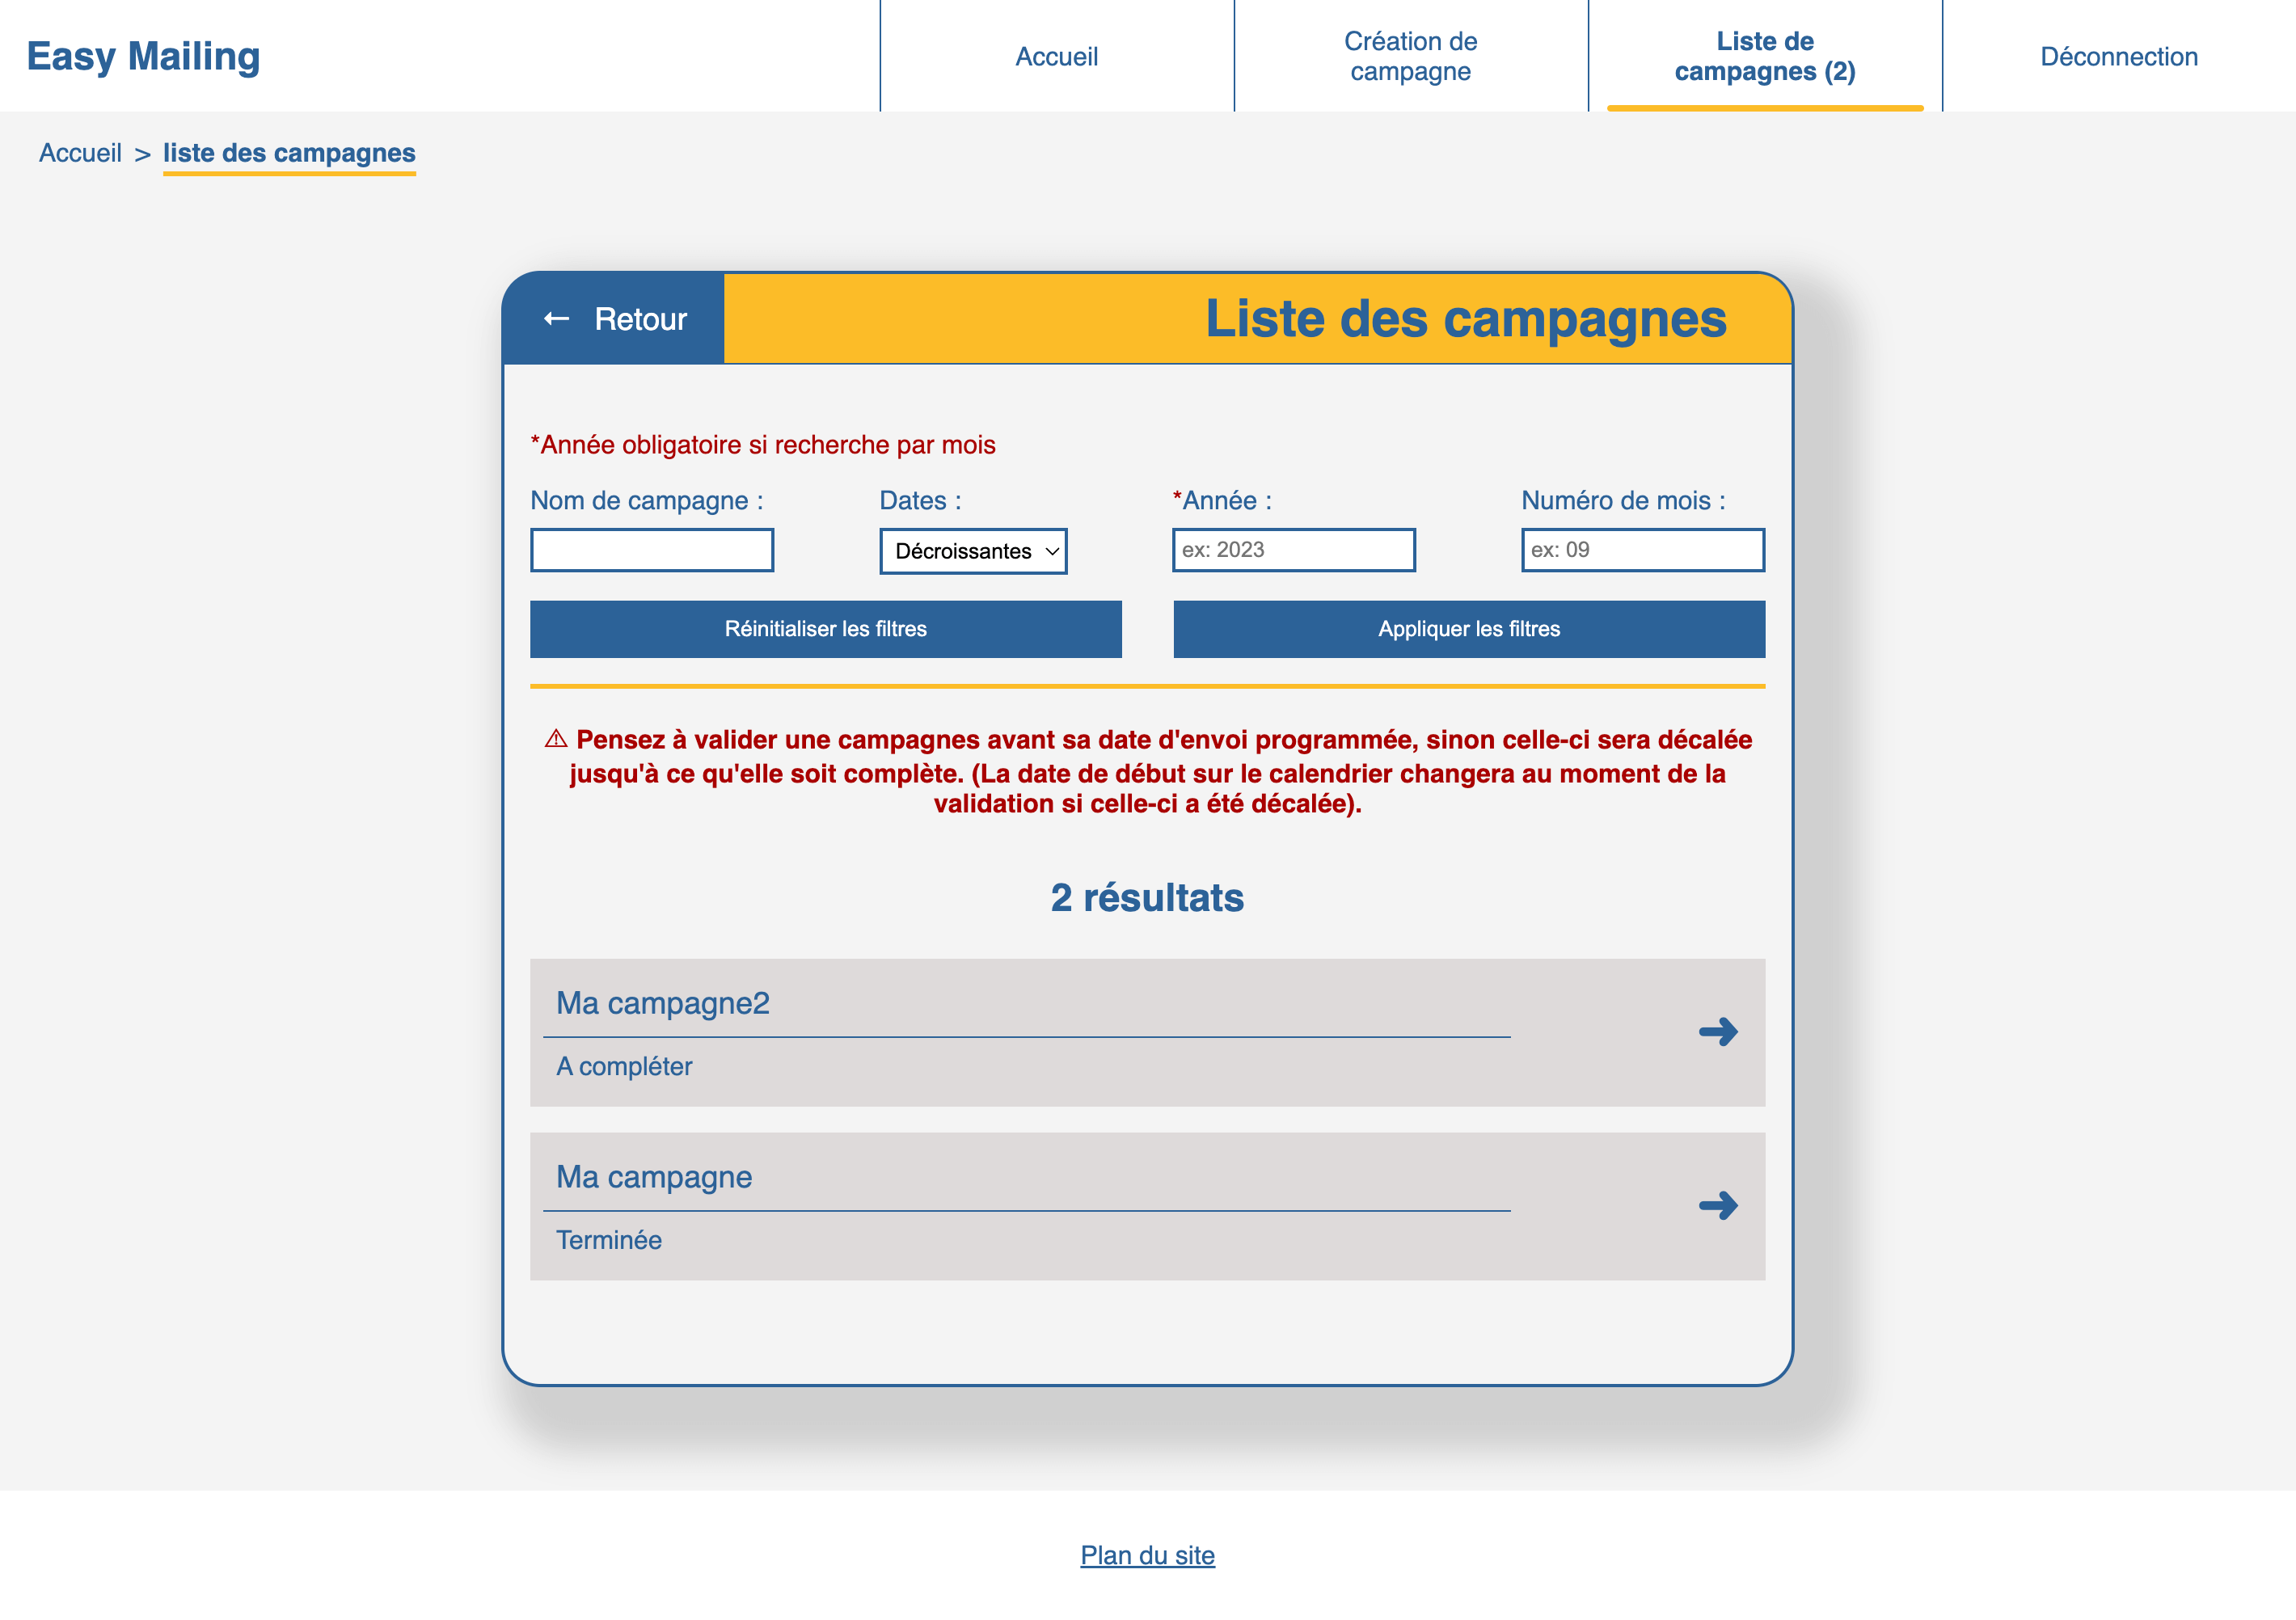 Easy Mailing
Accueil
Création de
campagne
Liste de
campagnes (2)
Déconnection
Accueil > liste des campagnes
← Retour
Liste des campagnes
*Année obligatoire si recherche par mois
Nom de campagne :
Dates :
*Année :
Numéro de mois :
Décroissantes
ex: 2023
ex: 09
Réinitialiser les filtres
Appliquer les filtres
⚠ Pensez à valider une campagnes avant sa date d'envoi programmée, sinon celle-ci sera décalée
jusqu'à ce qu'elle soit complète. (La date de début sur le calendrier changera au moment de la
validation si celle-ci a été décalée).
2 résultats
Ma campagne2
A compléter
Ma campagne
Terminée
Plan du site